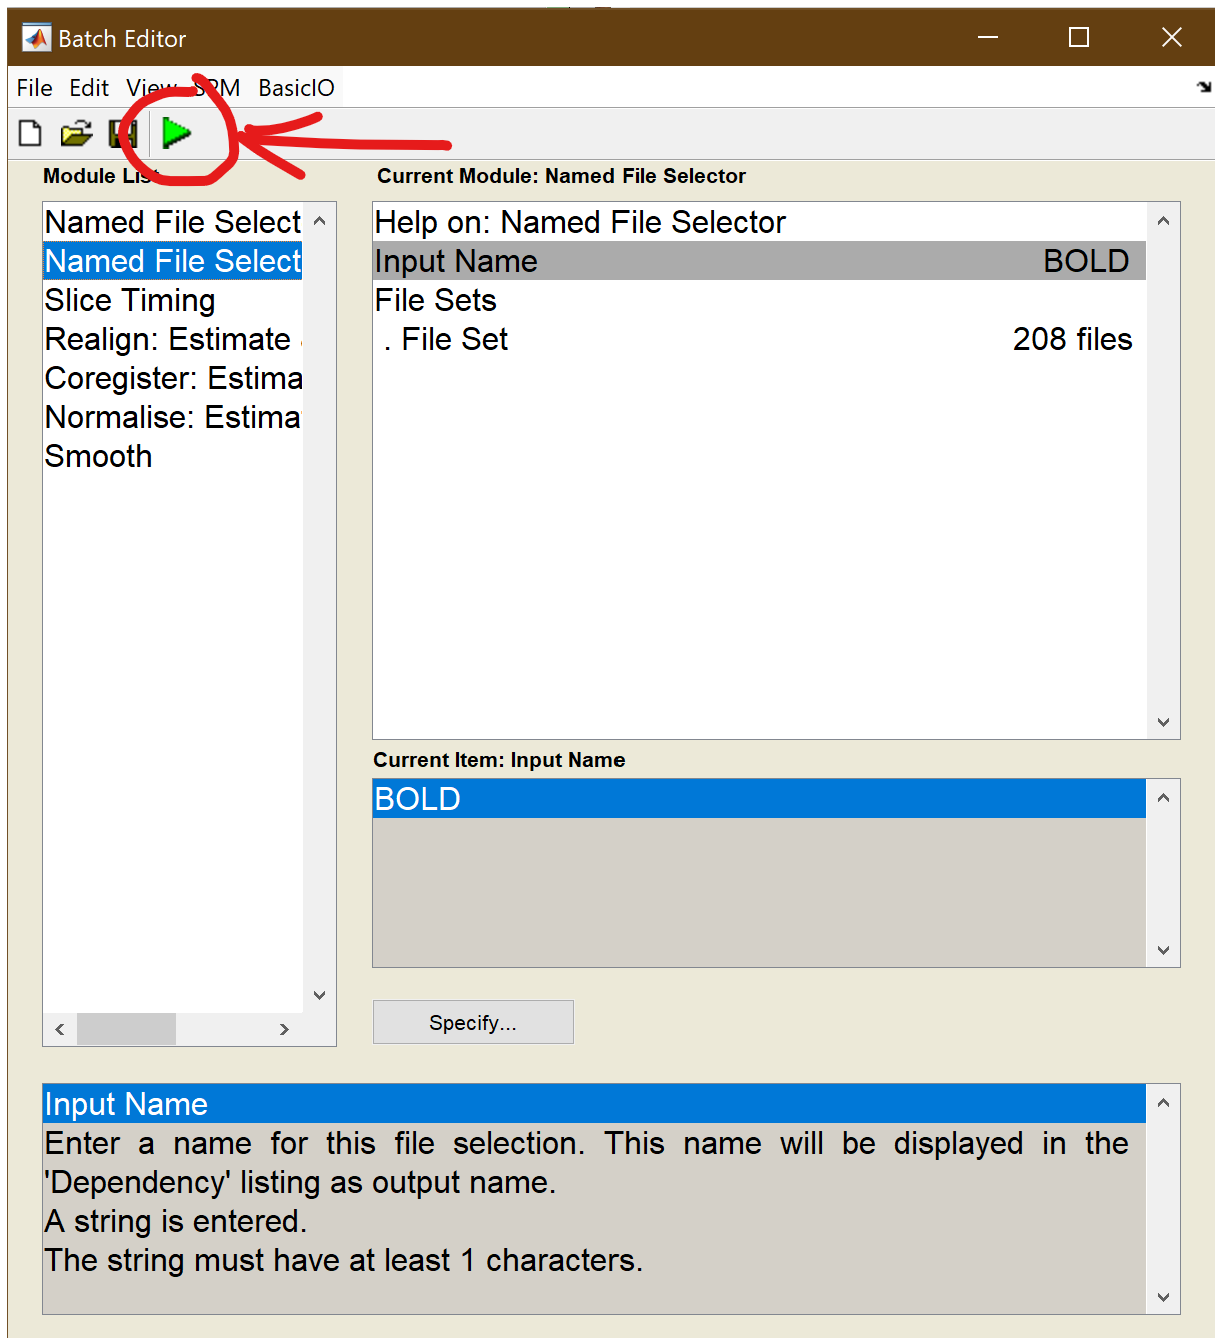 Batch Editor
File Edit View SPM BasicIO
Module List
Named File Select
Named File Select
Slice Timing
Realign: Estimate
Coregister: Estima
Normalise: Estima
Smooth
Current Module: Named File Selector
Help on: Named File Selector
Input Name BOLD
File Sets
. File Set 208 files
Current Item: Input Name
BOLD
Specify...
Input Name
Enter a name for this file selection. This name will be displayed in the
'Dependency' listing as output name.
A string is entered.
The string must have at least 1 characters.